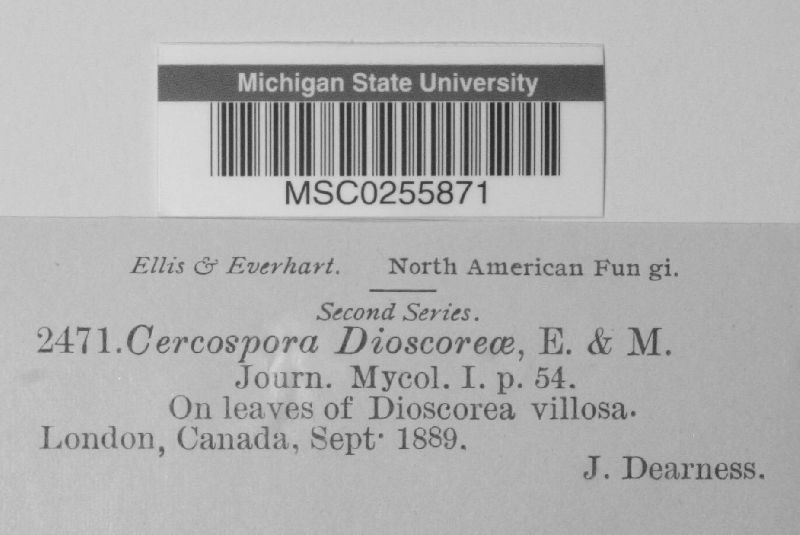 Michigan State University
MSC0255871
Ellis & Everhart. North American Fun gi.
Second Series.
2471. Cercospora Dioscoreæ, E. & M.
Journ. Mycol. I. p. 54.
On leaves of Dioscorea villosa.
London, Canada, Sept· 1889.
J. Dearness.